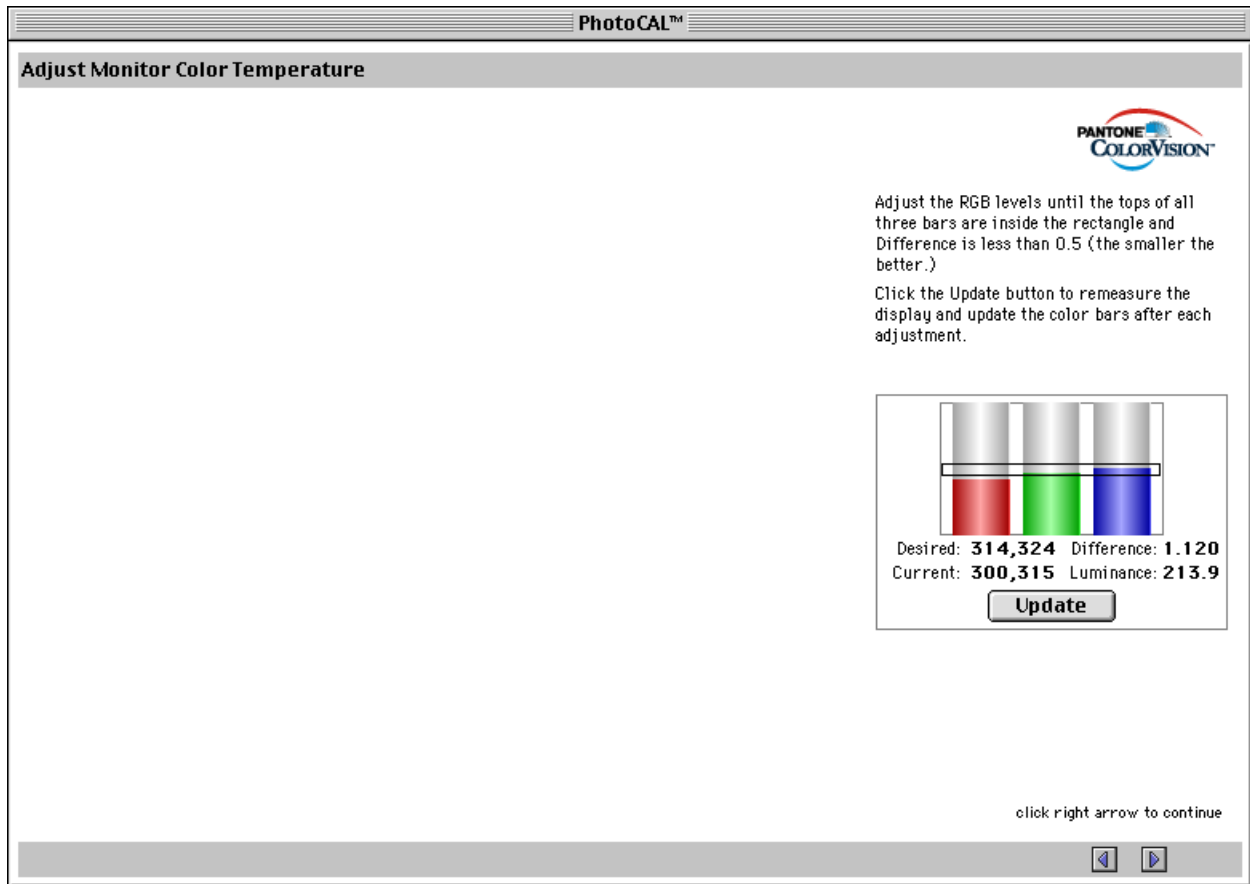 PhotoCAL™
Adjust Monitor Color Temperature
PANTONE
COLORVISION™
Adjust the RGB levels until the tops of all
three bars are inside the rectangle and
Difference is less than 0.5 (the smaller the
better.)
Click the Update button to remeasure the
display and update the color bars after each
adjustment.
Desired: 314,324 Difference: 1.120
Current: 300,315 Luminance: 213.9
Update
click right arrow to continue